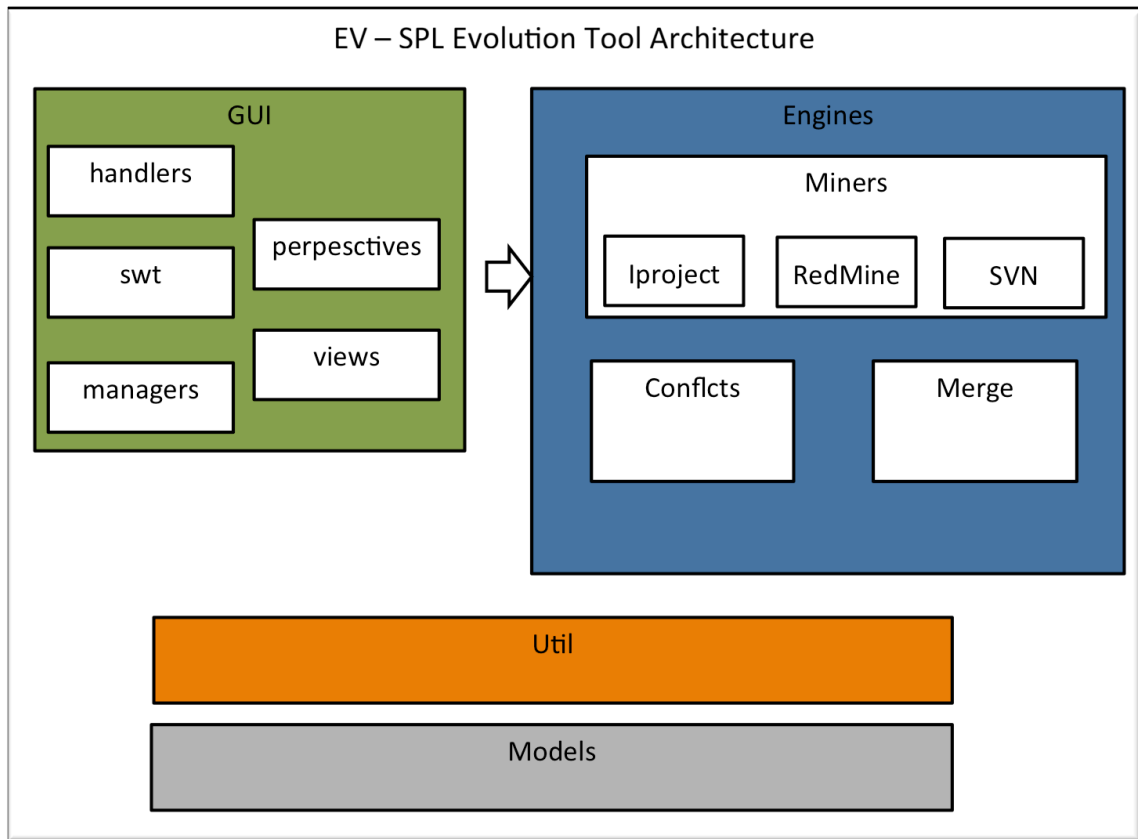 EV – SPL Evolution Tool Architecture
GUI
handlers
swt
managers
perpesctives
views
Engines
Miners
Iproject
RedMine
SVN
Conflcts
Merge
Util
Models